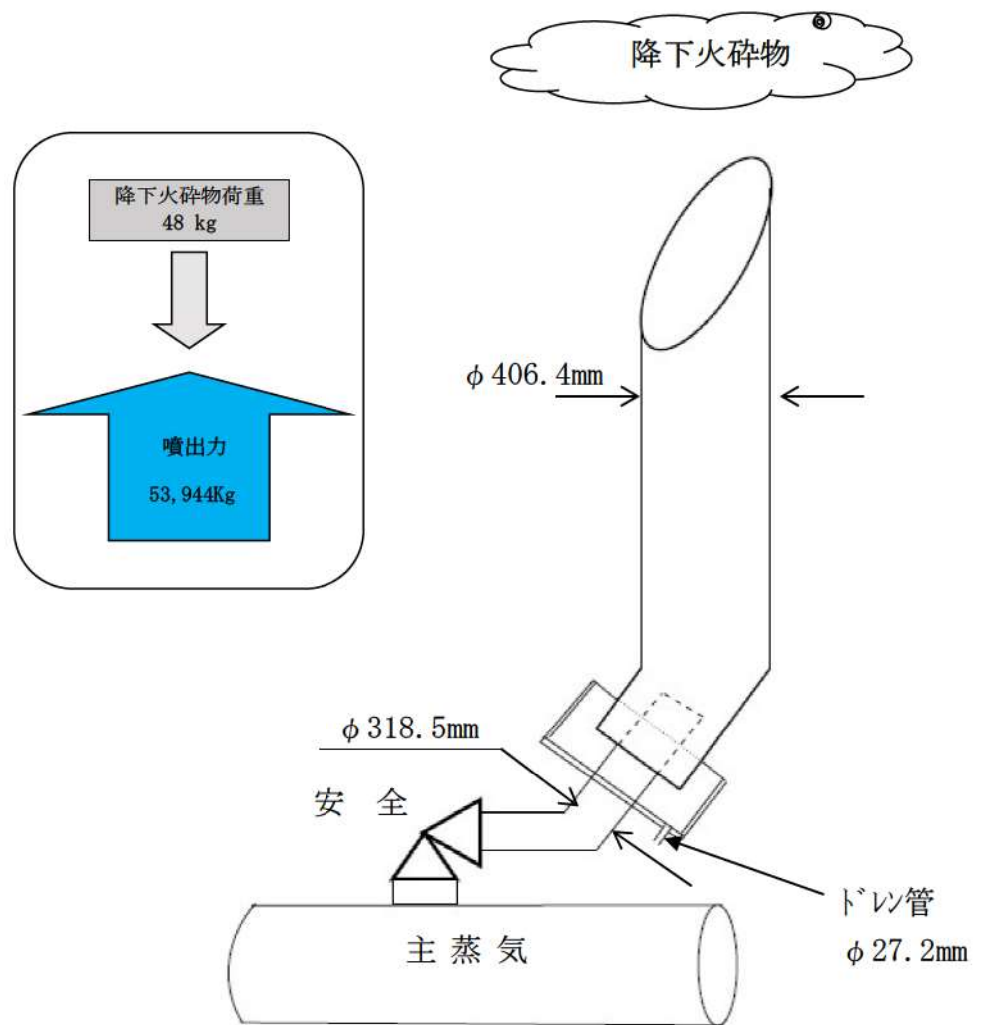 降下火砕物
降下火砕物荷重
48 kg
噴出力
53,944Kg
φ406.4mm
φ318.5mm
安 全
主 蒸 気
ドレン管
φ27.2mm